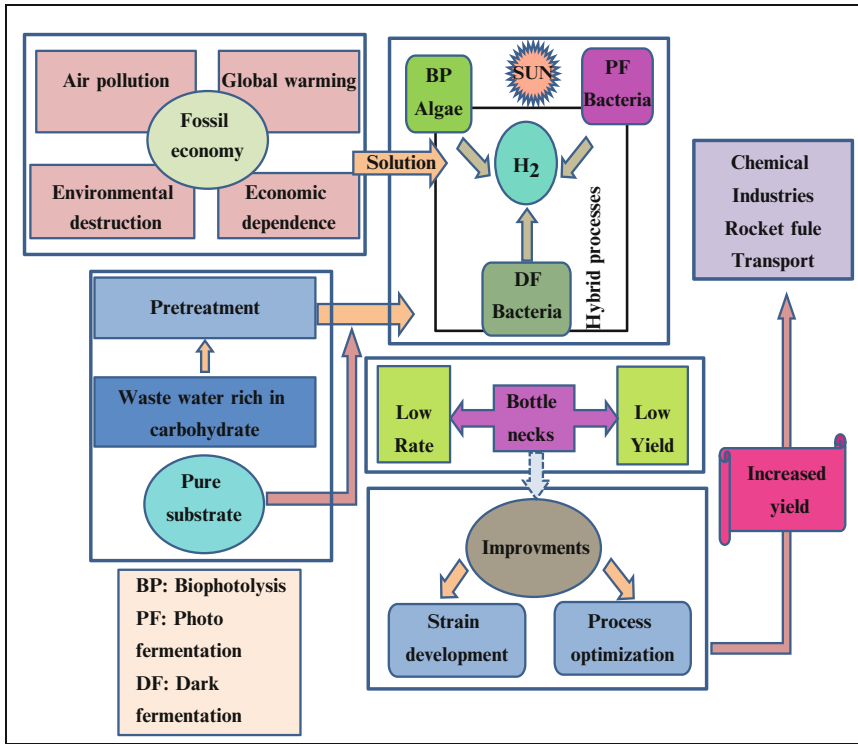 Air pollution
Global warming
Fossil
economy
Environmental
destruction
Economic
dependence
Solution
BP
Algae
SUN
PF
Bacteria
H2
DF
Bacteria
Hybrid processes
Chemical
Industries
Rocket fule
Transport
Pretreatment
Waste water rich in
carbohydrate
Pure
substrate
Low
Rate
Bottle
necks
Low
Yield
Increased
yield
Improvments
Strain
development
Process
optimization
BP: Biophotolysis
PF: Photo
fermentation
DF: Dark
fermentation